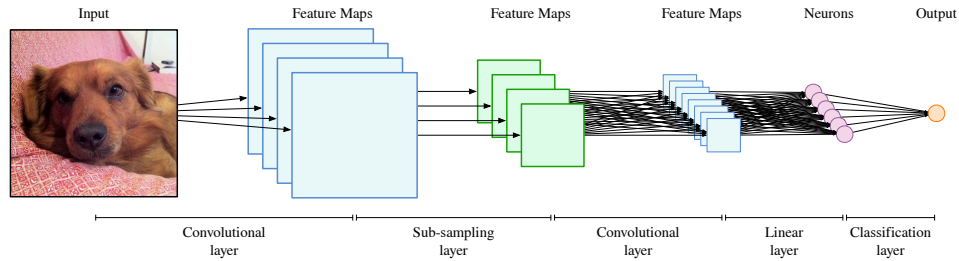 Input
Feature Maps
Feature Maps
Feature Maps
Neurons
Output
Convolutional
layer
Sub-sampling
layer
Convolutional
layer
Linear
layer
Classification
layer